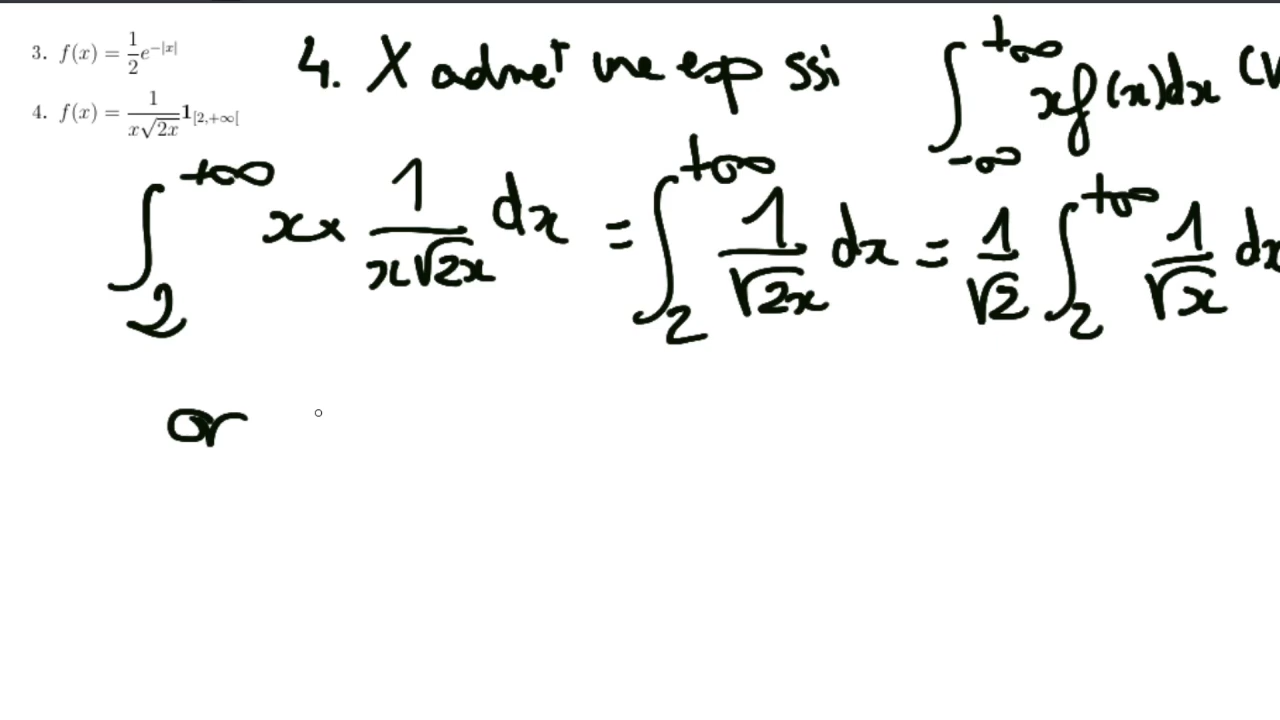 3. f(x) = 1/2 e^{-|x|}
4. f(x) = 1/(x√(2x)) 1_{[2,+∞[}
4. X admet une esp ssi ∫_{-∞}^{+∞} xf(x)dx CV
∫_2^{+∞} x × 1/(x√(2x)) dx = ∫_2^{+∞} 1/√(2x) dx = 1/√2 ∫_2^{+∞} 1/√x dx
or